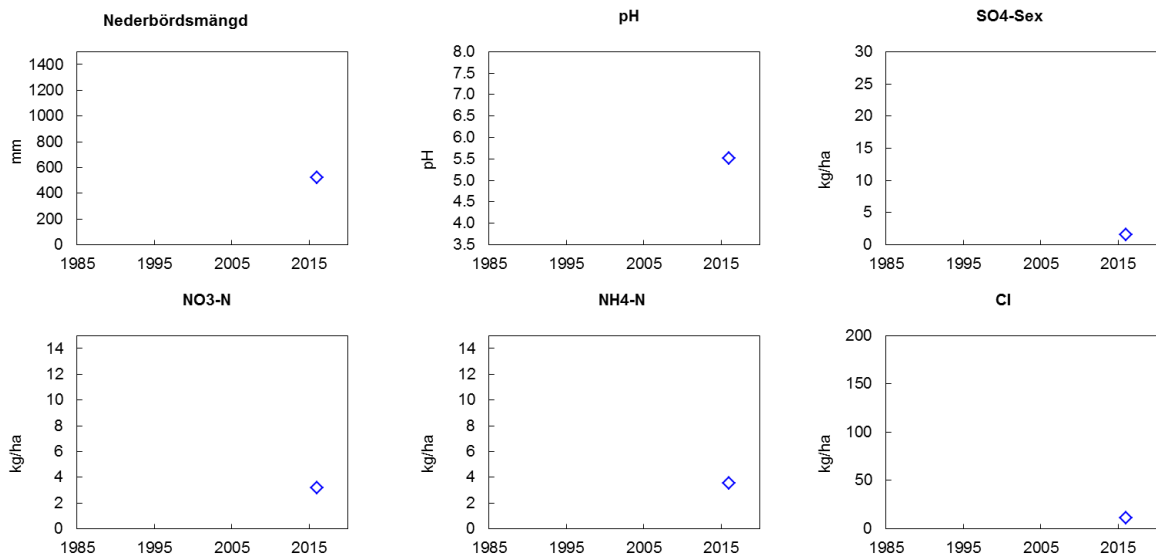 Nederbördsmängd
mm
1400
1200
1000
800
600
400
200
0
1985 1995 2005 2015
pH
pH
8.0
7.5
7.0
6.5
6.0
5.5
5.0
4.5
4.0
3.5
1985 1995 2005 2015
SO4-Sex
kg/ha
30
25
20
15
10
5
0
1985 1995 2005 2015
NO3-N
kg/ha
14
12
10
8
6
4
2
0
1985 1995 2005 2015
NH4-N
kg/ha
14
12
10
8
6
4
2
0
1985 1995 2005 2015
Cl
kg/ha
200
150
100
50
0
1985 1995 2005 2015